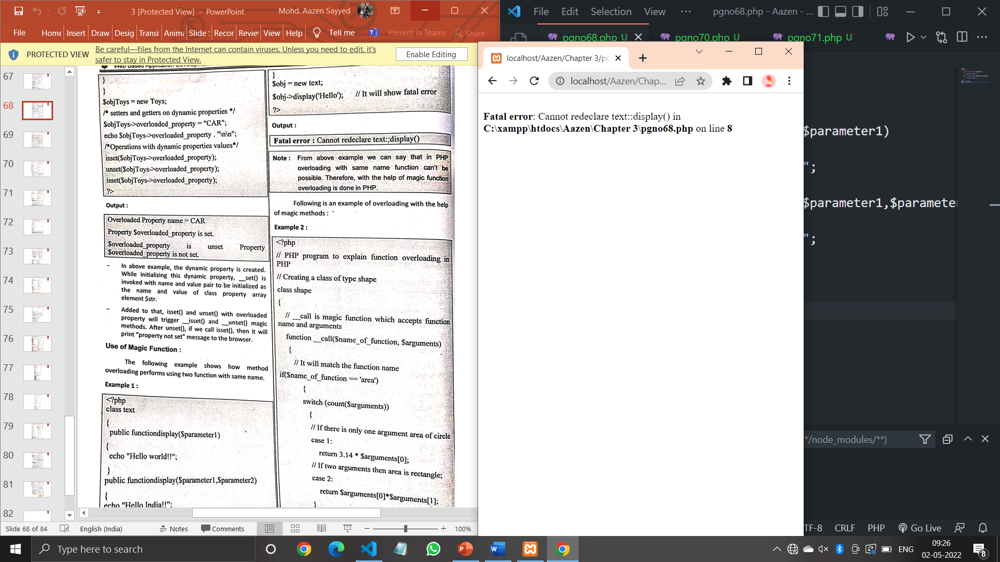 3 [Protected View] - PowerPoint
Mohd. Aazen Sayyed
File
Home
Insert
Draw
Desig
Transi
Anima
Slide
Recor
Review
View
Help
Tell me
Present in Teams
Share
PROTECTED VIEW
Be careful—files from the Internet can contain viruses. Unless you need to edit, it's
safer to stay in Protected View.
Enable Editing
67
68
69
70
71
72
73
74
75
76
77
78
79
80
81
82
Web Based Application Development
}
}
$objToys = new Toys;
/* setters and getters on dynamic properties */
$objToys->overloaded_property = "CAR";
echo $objToys->overloaded_property . "\n\n";
/*Operations with dynamic properties values*/
isset($objToys->overloaded_property);
unset($objToys->overloaded_property);
isset($objToys->overloaded_property);
?>
Output :
Overloaded Property name = CAR
Property $overloaded_property is set.
$overloaded_property is unset Property
$overloaded_property is not set.
– In above example, the dynamic property is created.
While initializing this dynamic property, __set() is
invoked with name and value pair to be initialized as
the name and value of class property array
element $str.
– Added to that, isset() and unset() with overloaded
property will trigger __isset() and __unset() magic
methods. After unset(), if we call isset(), then it will
print “property not set” message to the browser.
Use of Magic Function :
The following example shows how method
overloading performs using two function with same name.
Example 1 :
<?php
class text
{
public functiondisplay($parameter1)
{
echo "Hello world!!";
}
public functiondisplay($parameter1,$parameter2)
{
echo "Hello India!!”;
}
$obj = new text;
$obj->display('Hello'); // It will show fatal error
?>
Output :
Fatal error : Cannot redeclare text::display()
Note : From above example we can say that in PHP
overloading with same name function can't be
possible. Therefore, with the help of magic function
overloading is done in PHP.
Following is an example of overloading with the help
of magic methods :
Example 2 :
<?php
// PHP program to explain function overloading in
PHP
// Creating a class of type shape
class shape
{
// __call is magic function which accepts function
name and arguments
function __call($name_of_function, $arguments)
{
// It will match the function name
if($name_of_function == 'area')
{
switch (count($arguments))
{
// If there is only one argument area of circle
case 1:
return 3.14 * $arguments[0];
// If two arguments then area is rectangle;
case 2:
return $arguments[0]*$arguments[1];
}
Slide 68 of 84
English (India)
Notes
Comments
100%
File Edit Selection View ···
pgno68.php - Aazen - ...
pgno68.php U
pgno70.php U
pgno71.php U
localhost/Aazen/Chapter 3/pg
localhost/Aazen/Chap...
Fatal error: Cannot redeclare text::display() in
C:\xampp\htdocs\Aazen\Chapter 3\pgno68.php on line 8
$parameter1)
";
$parameter1,$parameter
";
*/node_modules/**)
TF-8
CRLF
PHP
Go Live
Type here to search
ENG
09:26
02-05-2022
8